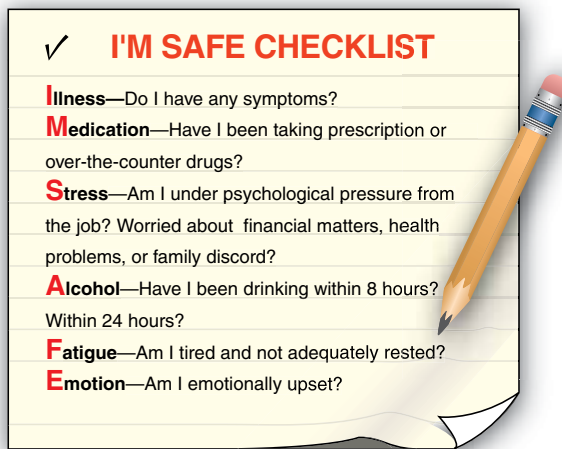 ✓ I'M SAFE CHECKLIST
Illness—Do I have any symptoms?
Medication—Have I been taking prescription or
over-the-counter drugs?
Stress—Am I under psychological pressure from
the job? Worried about financial matters, health
problems, or family discord?
Alcohol—Have I been drinking within 8 hours?
Within 24 hours?
Fatigue—Am I tired and not adequately rested?
Emotion—Am I emotionally upset?